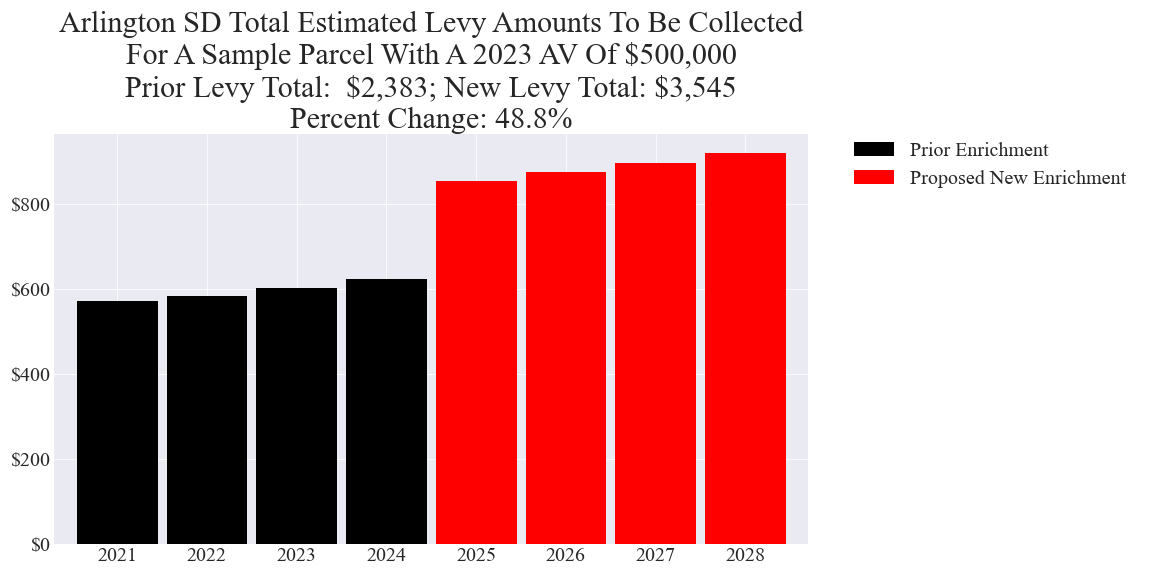 Arlington SD Total Estimated Levy Amounts To Be Collected
For A Sample Parcel With A 2023 AV Of $500,000
Prior Levy Total:  $2,383; New Levy Total: $3,545
Percent Change: 48.8%
Prior Enrichment
Proposed New Enrichment
$800
$600
$400
$200
$0
2021 2022 2023 2024 2025 2026 2027 2028